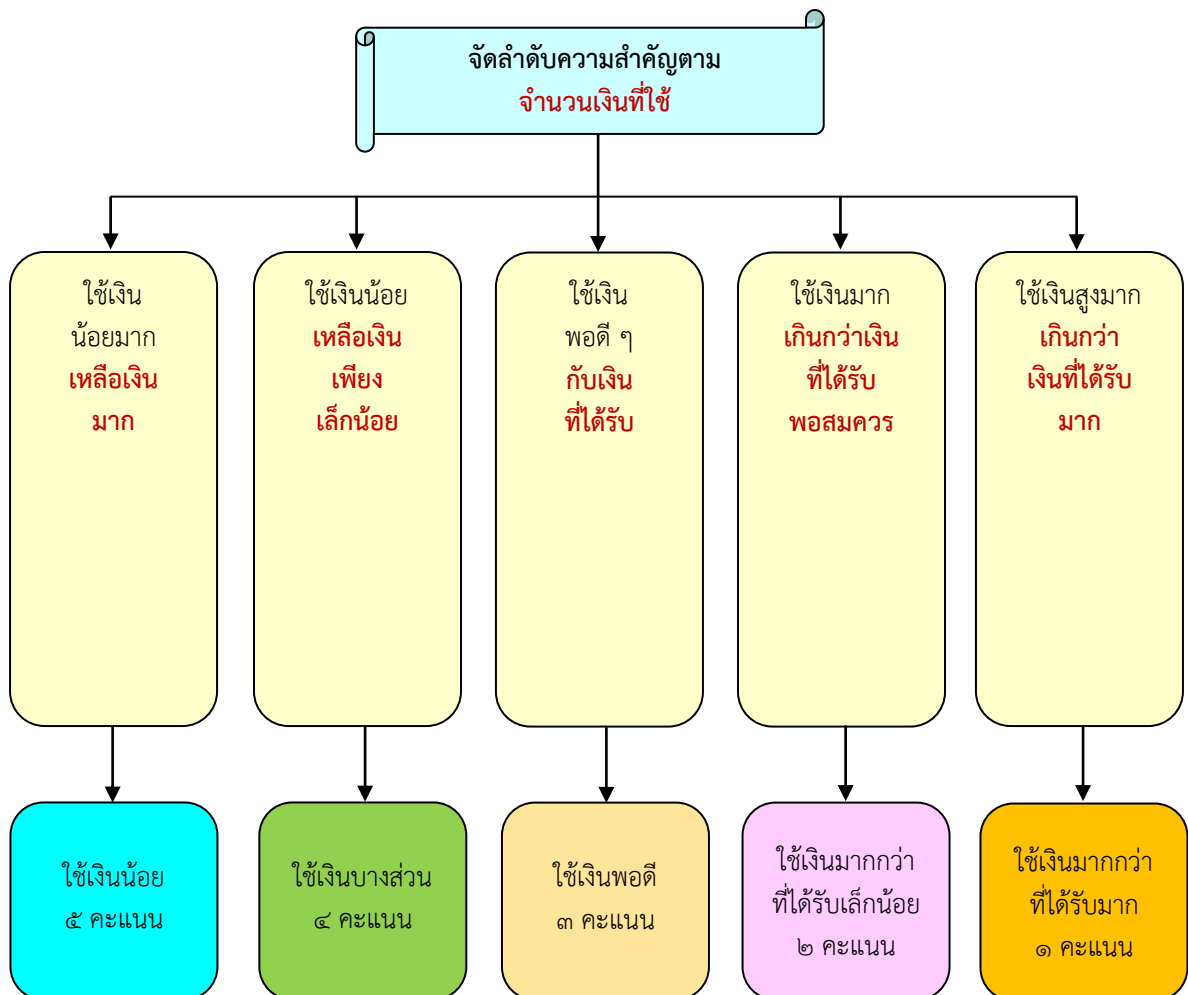 จัดลำดับความสำคัญตาม
จำนวนเงินที่ใช้
ใช้เงิน
น้อยมาก
เหลือเงิน
มาก
ใช้เงินน้อย
เหลือเงิน
เพียง
เล็กน้อย
ใช้เงิน
พอดี ๆ
กับเงิน
ที่ได้รับ
ใช้เงินมาก
เกินกว่าเงิน
ที่ได้รับ
พอสมควร
ใช้เงินสูงมาก
เกินกว่า
เงินที่ได้รับ
มาก
ใช้เงินน้อย
๕ คะแนน
ใช้เงินบางส่วน
๔ คะแนน
ใช้เงินพอดี
๓ คะแนน
ใช้เงินมากกว่า
ที่ได้รับเล็กน้อย
๒ คะแนน
ใช้เงินมากกว่า
ที่ได้รับมาก
๑ คะแนน